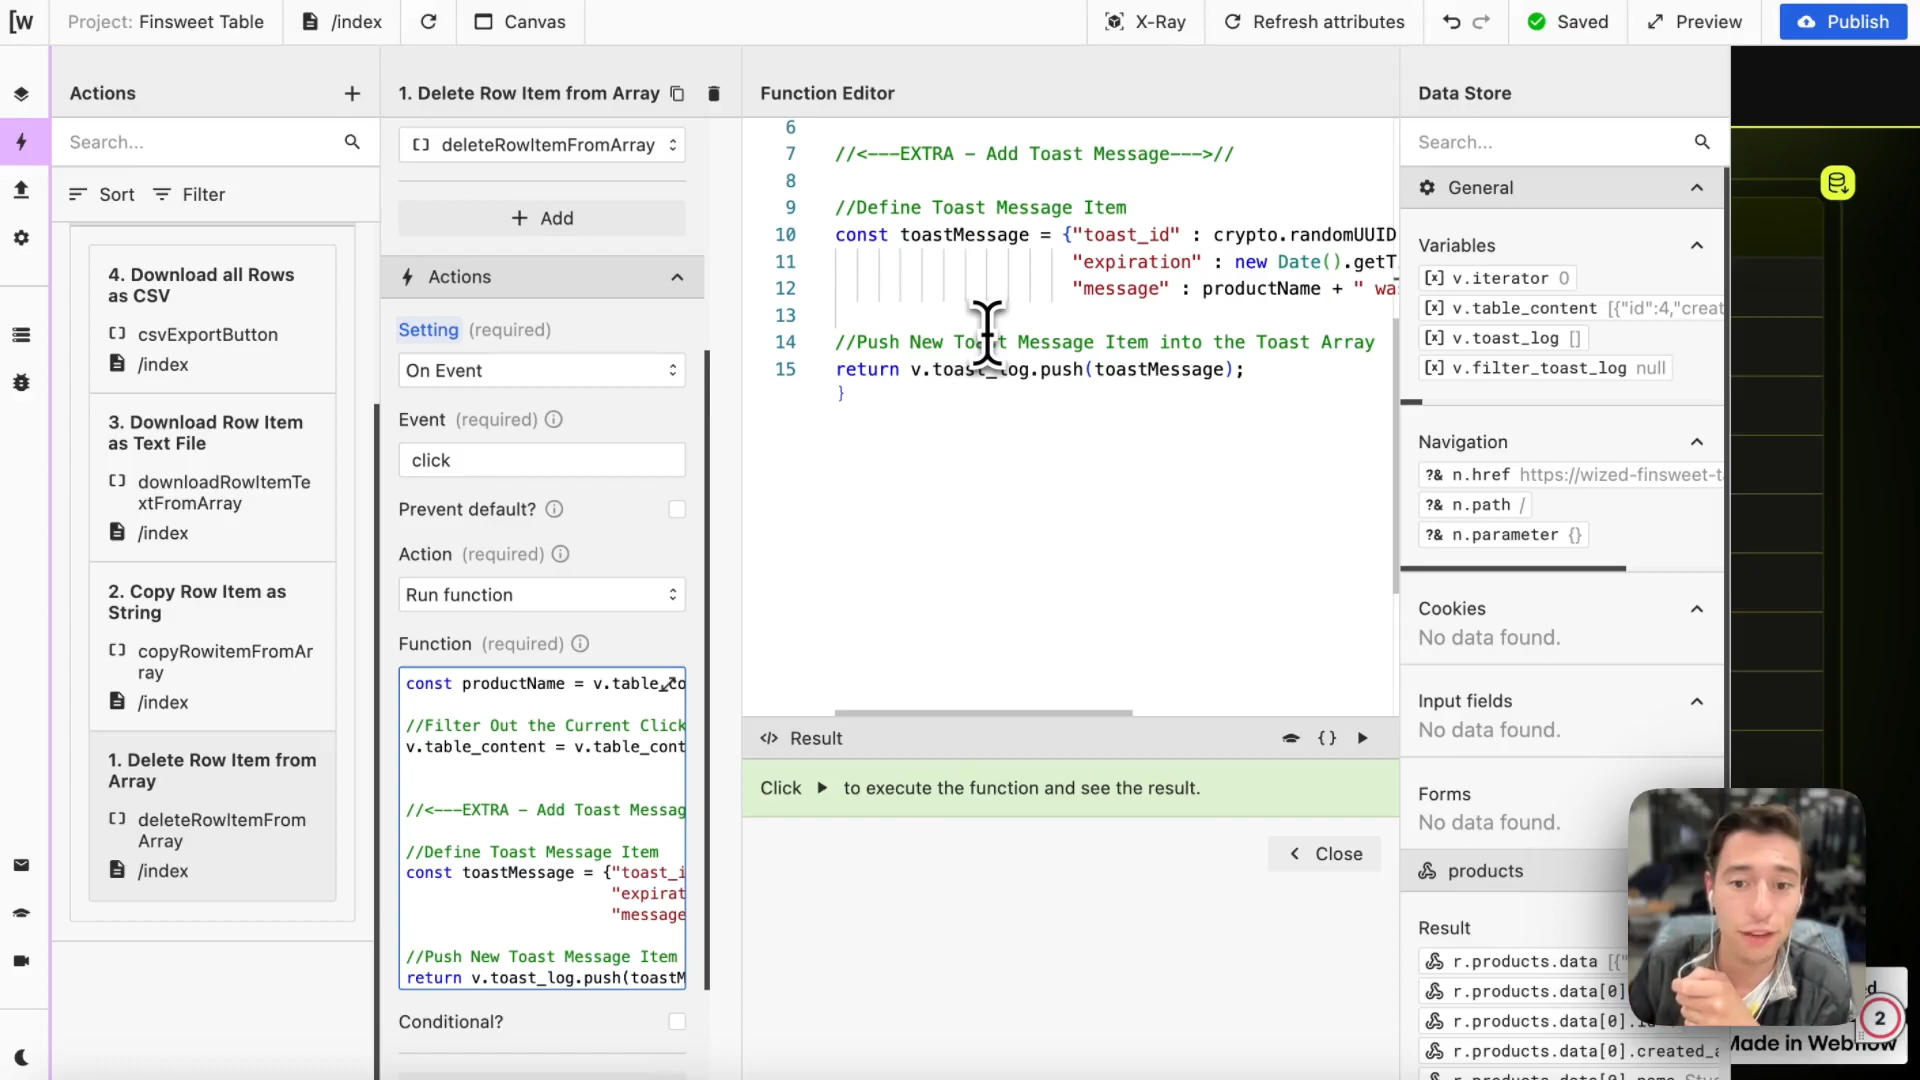 Project: Finsweet Table
/index
Canvas
X-Ray
Refresh attributes
Saved
Preview
Publish
Actions
Search...
Sort
Filter
4. Download all Rows
as CSV
csvExportButton
/index
3. Download Row Item
as Text File
downloadRowItemTe
xtFromArray
/index
2. Copy Row Item as
String
copyRowitemFromAr
ray
/index
1. Delete Row Item from
Array
deleteRowItemFrom
Array
/index
1. Delete Row Item from Array
deleteRowItemFromArray
+ Add
Actions
Setting (required)
On Event
Event (required)
click
Prevent default?
Action (required)
Run function
Function (required)
const productName = v.table_co
//Filter Out the Current Click
v.table_content = v.table_cont
//<---EXTRA - Add Toast Messag
//Define Toast Message Item
const toastMessage = {"toast_i
"expirat
"message
//Push New Toast Message Item
return v.toast_log.push(toastM
Conditional?
Function Editor
6
7 //<---EXTRA - Add Toast Message--->//
8
9 //Define Toast Message Item
10 const toastMessage = {"toast_id" : crypto.randomUUID
11 "expiration" : new Date().getT
12 "message" : productName + " wa
13
14 //Push New Toast Message Item into the Toast Array
15 return v.toast_log.push(toastMessage);
}
</> Result
{}
Click ▶ to execute the function and see the result.
Close
Data Store
Search...
General
Variables
[x] v.iterator 0
[x] v.table_content [{"id":4,"creat
[x] v.toast_log []
[x] v.filter_toast_log null
Navigation
?& n.href https://wized-finsweet-t
?& n.path /
?& n.parameter {}
Cookies
No data found.
Input fields
No data found.
Forms
No data found.
products
Result
r.products.data [{"
r.products.data[0]
r.products.data[0].i
r.products.data[0].created_a
2
Made in Webflow